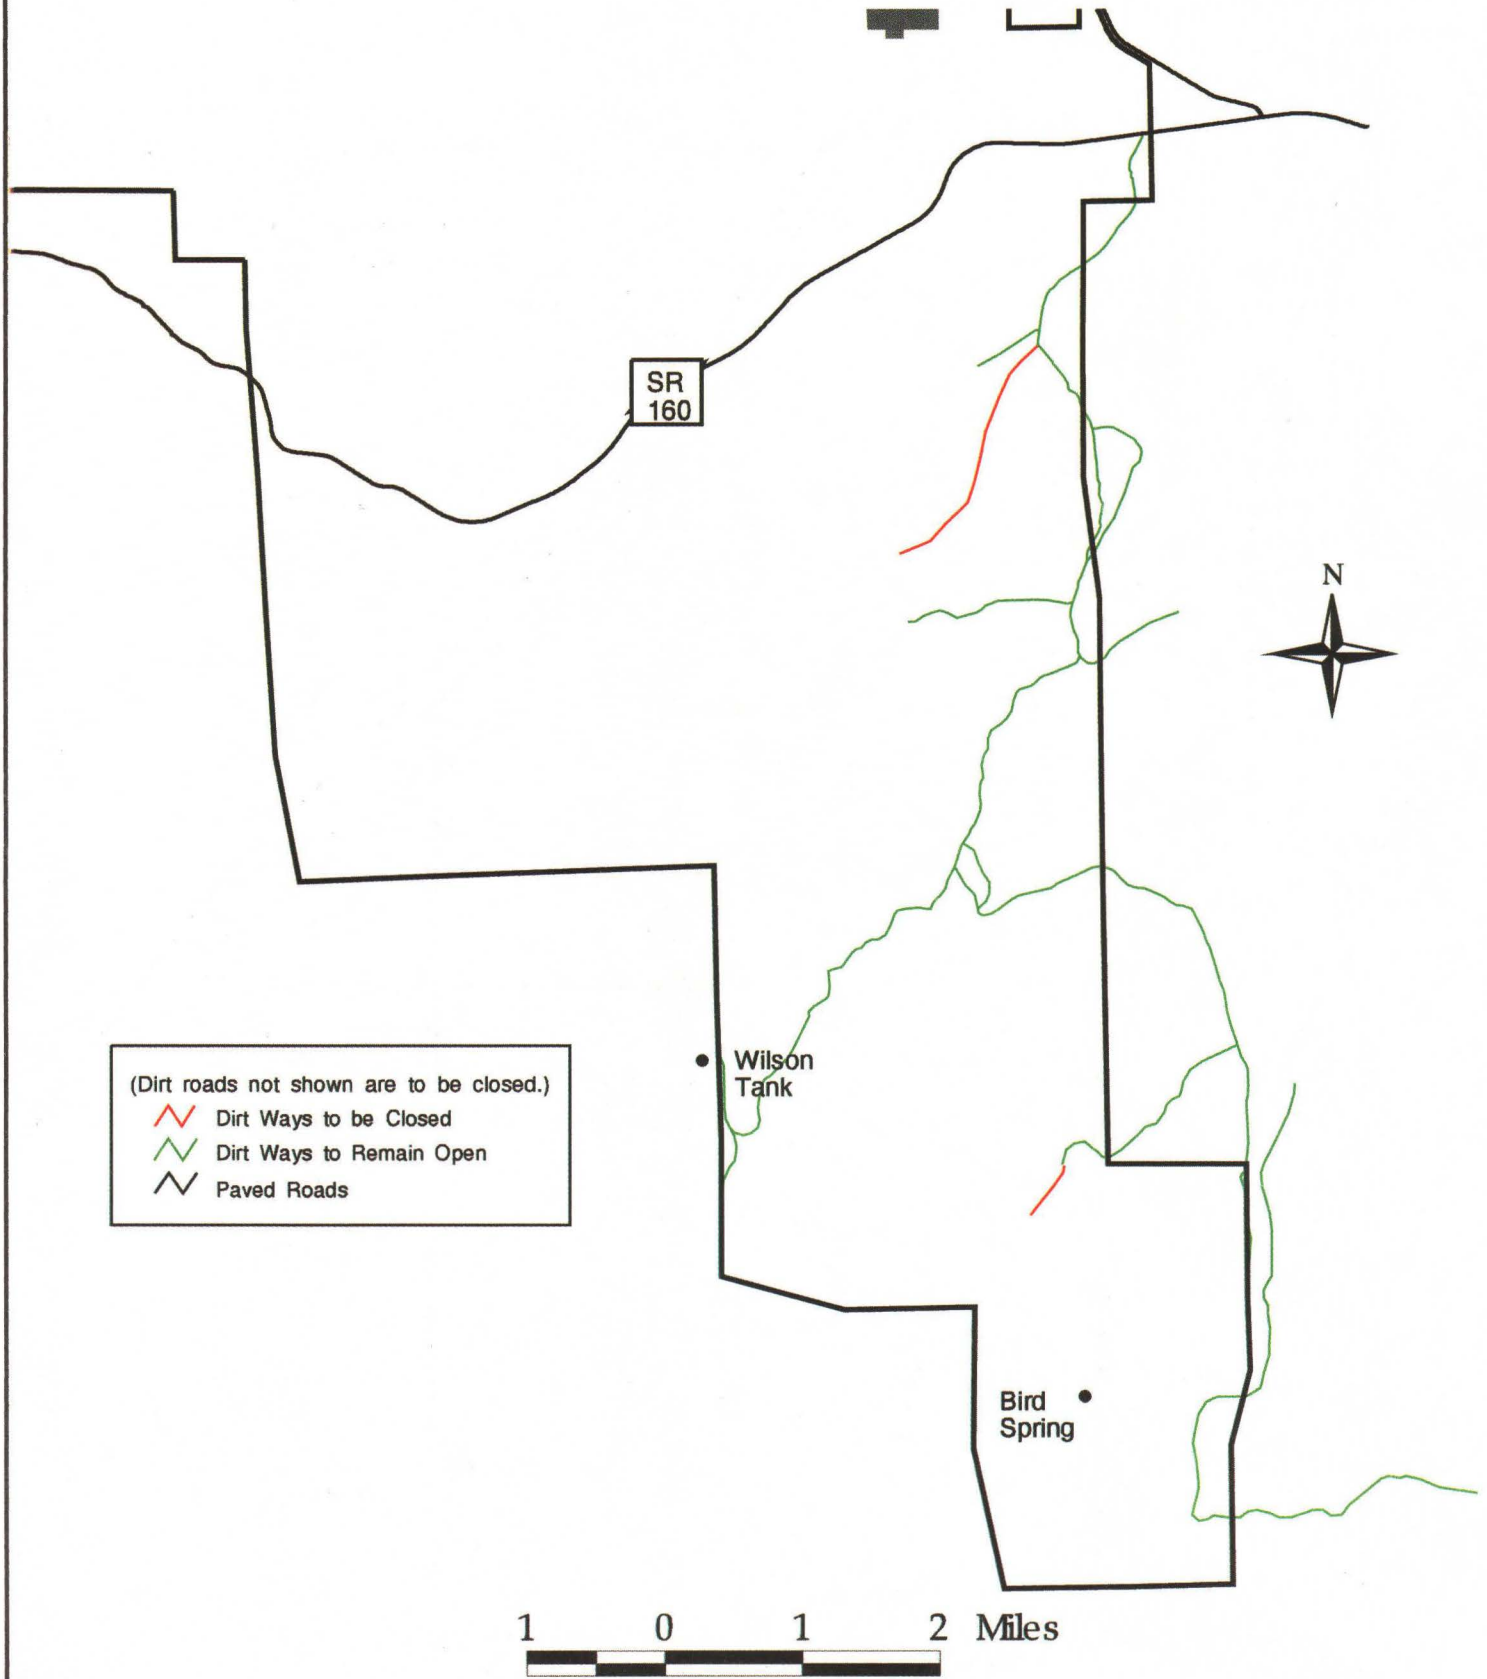 SR
160
N
Wilson
Tank
(Dirt roads not shown are to be closed.)
Dirt Ways to be Closed
Dirt Ways to Remain Open
Paved Roads
Bird
Spring
1 0 1 2 Miles